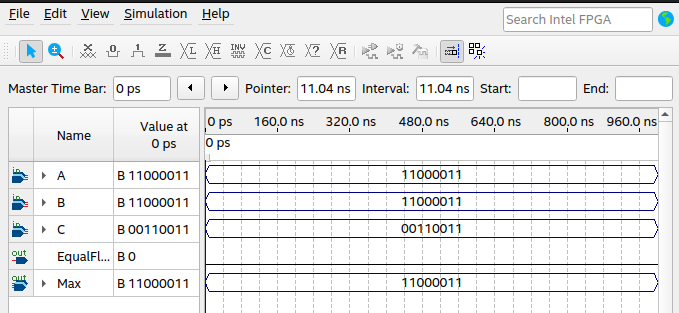 File Edit View Simulation Help
Search Intel FPGA
Master Time Bar: 0 ps Pointer: 11.04 ns Interval: 11.04 ns Start: End:
Name Value at 0 ps
0 ps 160.0 ns 320.0 ns 480.0 ns 640.0 ns 800.0 ns 960.0 ns
0 ps
A B 11000011 11000011
B B 11000011 11000011
C B 00110011 00110011
out EqualFl... B 0
out Max B 11000011 11000011